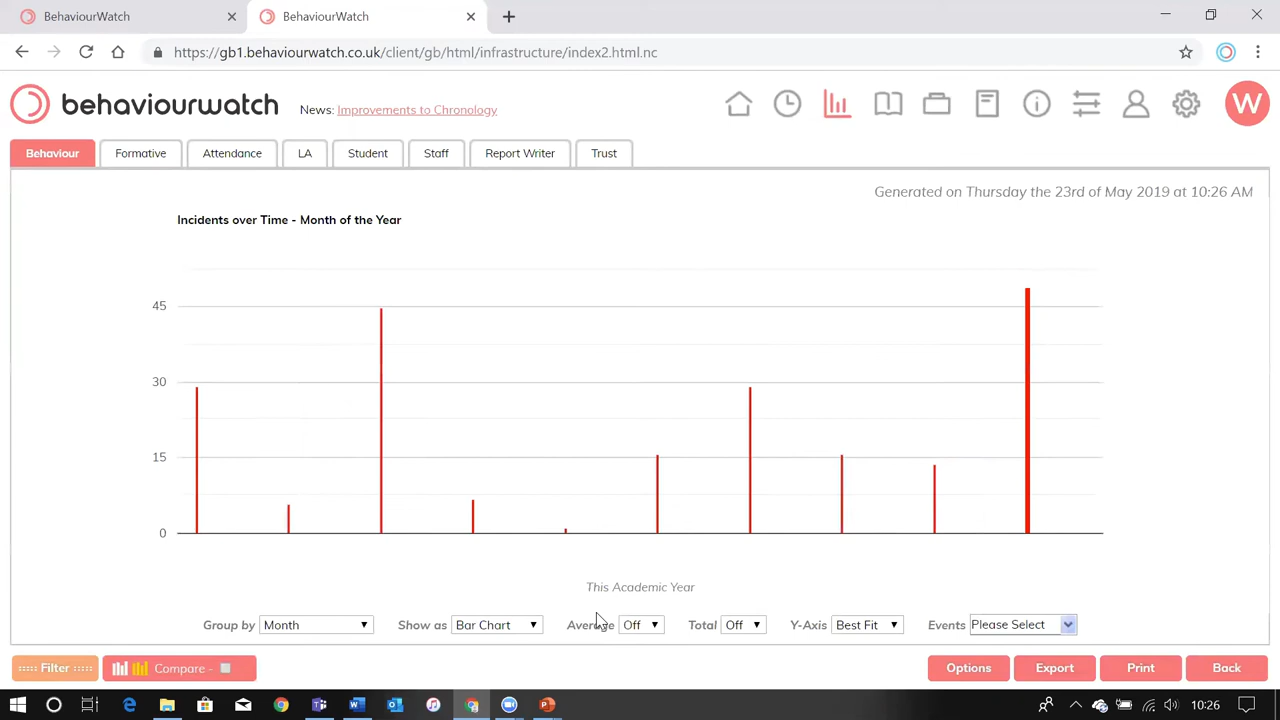 BehaviourWatch
BehaviourWatch
https://gb1.behaviourwatch.co.uk/client/gb/html/infrastructure/index2.html.nc
behaviourwatch
News: Improvements to Chronology
W
Behaviour
Formative
Attendance
LA
Student
Staff
Report Writer
Trust
Generated on Thursday the 23rd of May 2019 at 10:26 AM
Incidents over Time - Month of the Year
45
30
15
0
This Academic Year
Group by Month
Show as Bar Chart
Average Off
Total Off
Y-Axis Best Fit
Events Please Select
Filter
Compare -
Options
Export
Print
Back
10:26